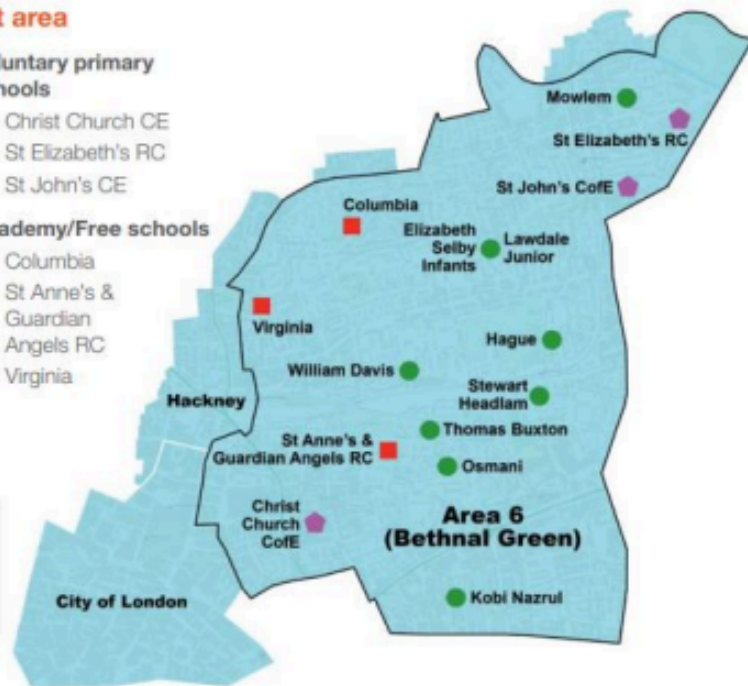 t area
luntary primary
hools
Christ Church CE
St Elizabeth's RC
St John's CE
ademy/Free schools
Columbia
St Anne's &
Guardian
Angels RC
Virginia
Mowlem
St Elizabeth's RC
St John's CofE
Columbia
Elizabeth
Selby
Infants
Lawdale
Junior
Virginia
Hague
William Davis
Stewart
Headlam
Hackney
Thomas Buxton
St Anne's &
Guardian Angels RC
Osmani
Christ
Church
CofE
Area 6
(Bethnal Green)
City of London
Kobi Nazrul